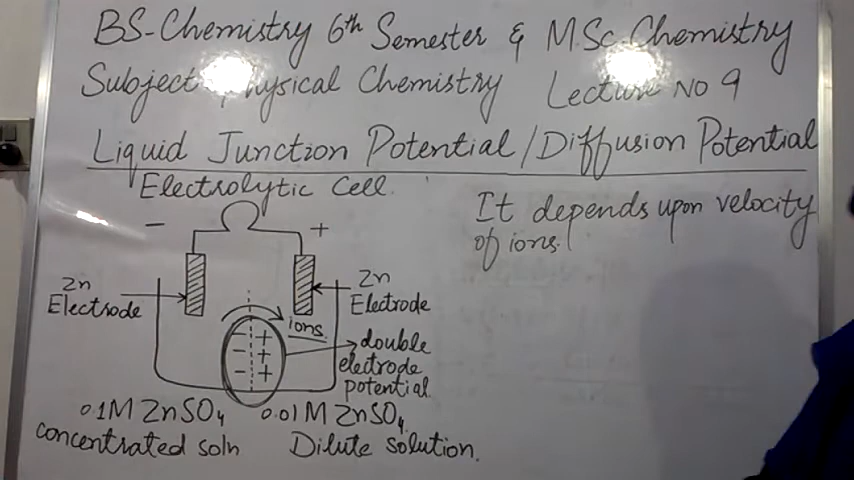 BS-Chemistry 6th Semester & M.Sc Chemistry
Subject Physical Chemistry Lecture No 9
Liquid Junction Potential / Diffusion Potential
Electrolytic Cell.
It depends upon velocity
of ions.
- +
Zn
Electrode
Zn
Electrode
ions
- +
- +
- +
double
electrode
potential
0.1M ZnSO4 0.01M ZnSO4
concentrated soln Dilute solution.